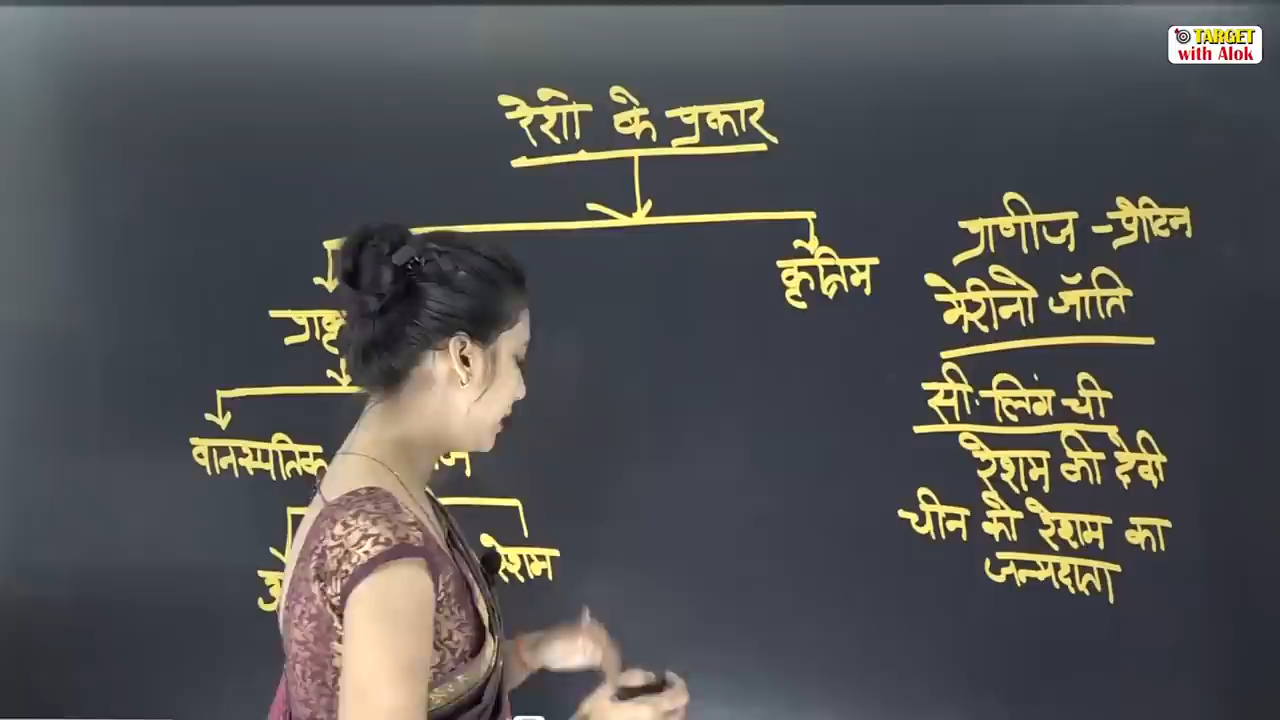 TARGET
with Alok
रेशो के प्रकार
कृत्रिम
वानस्पतिक
रेशम
प्राणीज - प्रोटिन
मेरीनो जॉति
सी. लिंग ची
रेशम की देवी
चीन को रेशम का
जन्मदाता